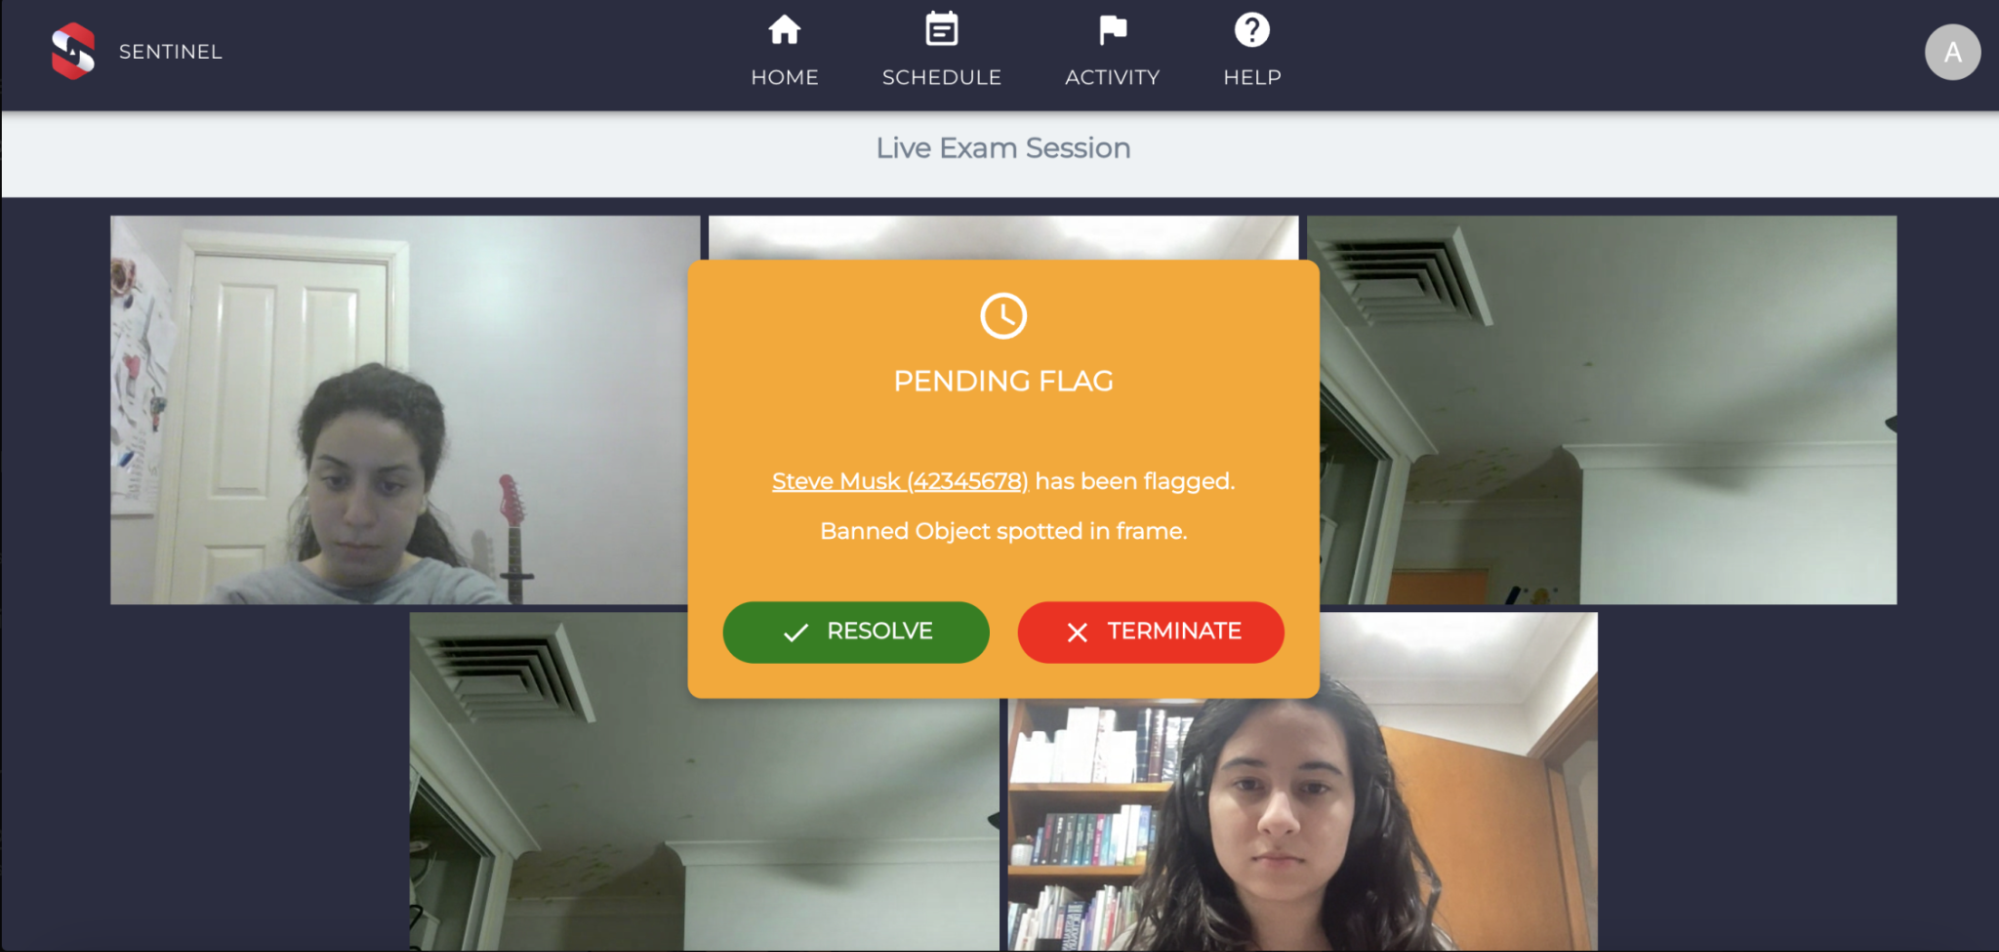 SENTINEL
HOME
SCHEDULE
ACTIVITY
HELP
A
Live Exam Session
PENDING FLAG
Steve Musk (42345678) has been flagged.
Banned Object spotted in frame.
RESOLVE
TERMINATE